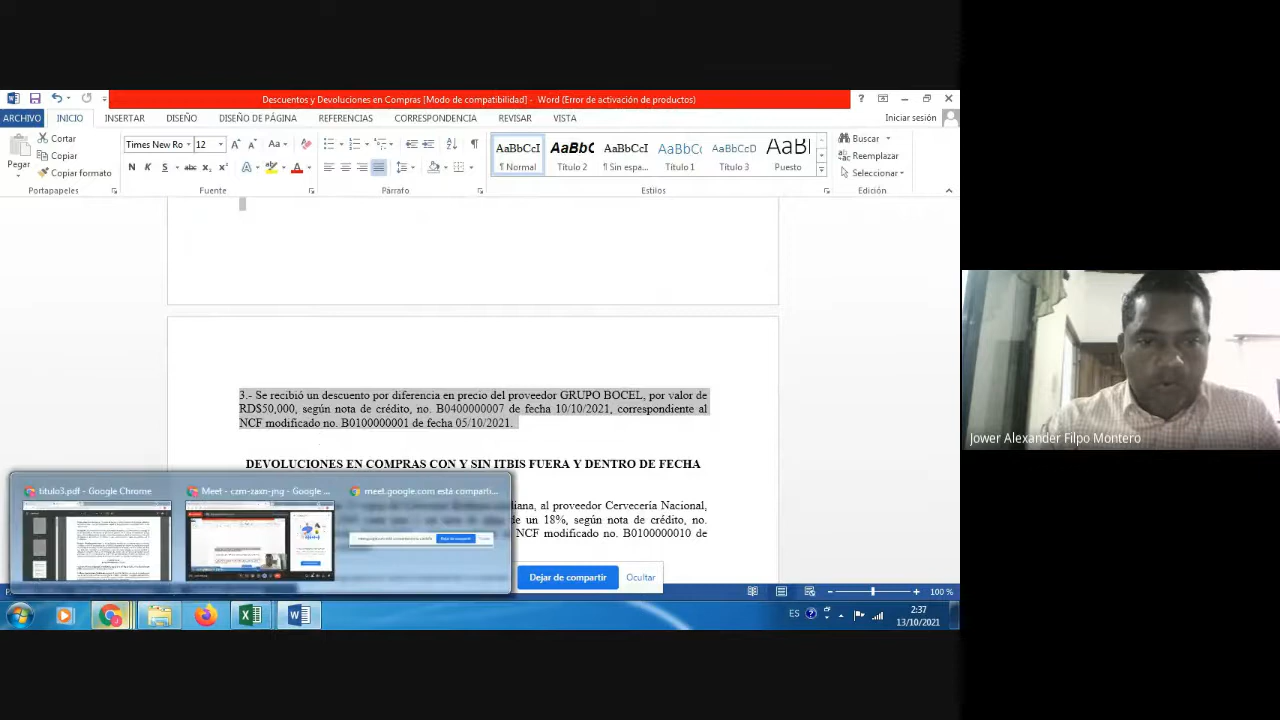 Descuentos y Devoluciones en Compras [Modo de compatibilidad] - Word (Error de activación de productos)
ARCHIVO INICIO INSERTAR DISEÑO DISEÑO DE PÁGINA REFERENCIAS CORRESPONDENCIA REVISAR VISTA Iniciar sesión
Pegar
Cortar
Copiar
Copiar formato
Portapapeles
Times New Ro 12
Fuente
Párrafo
AaBbCcI AaBbC AaBbCcI AaBbC AaBbCcD AaBbI
¶ Normal Título 2 ¶ Sin espa... Título 1 Título 3 Puesto
Estilos
Buscar
Reemplazar
Seleccionar
Edición
3.- Se recibió un descuento por diferencia en precio del proveedor GRUPO BOCEL, por valor de
RD$50,000, según nota de crédito, no. B0400000007 de fecha 10/10/2021, correspondiente al
NCF modificado no. B0100000001 de fecha 05/10/2021.
DEVOLUCIONES EN COMPRAS CON Y SIN ITBIS FUERA Y DENTRO DE FECHA
al proveedor Cervecería Nacional,
de un 18%, según nota de crédito, no.
NCF modificado no. B0100000010 de
titulo3.pdf - Google Chrome
Meet - czm-zaxn-jng - Google ...
meet.google.com está comparti...
Dejar de compartir Ocultar
100 %
ES
2:37
13/10/2021
Jower Alexander Filpo Montero